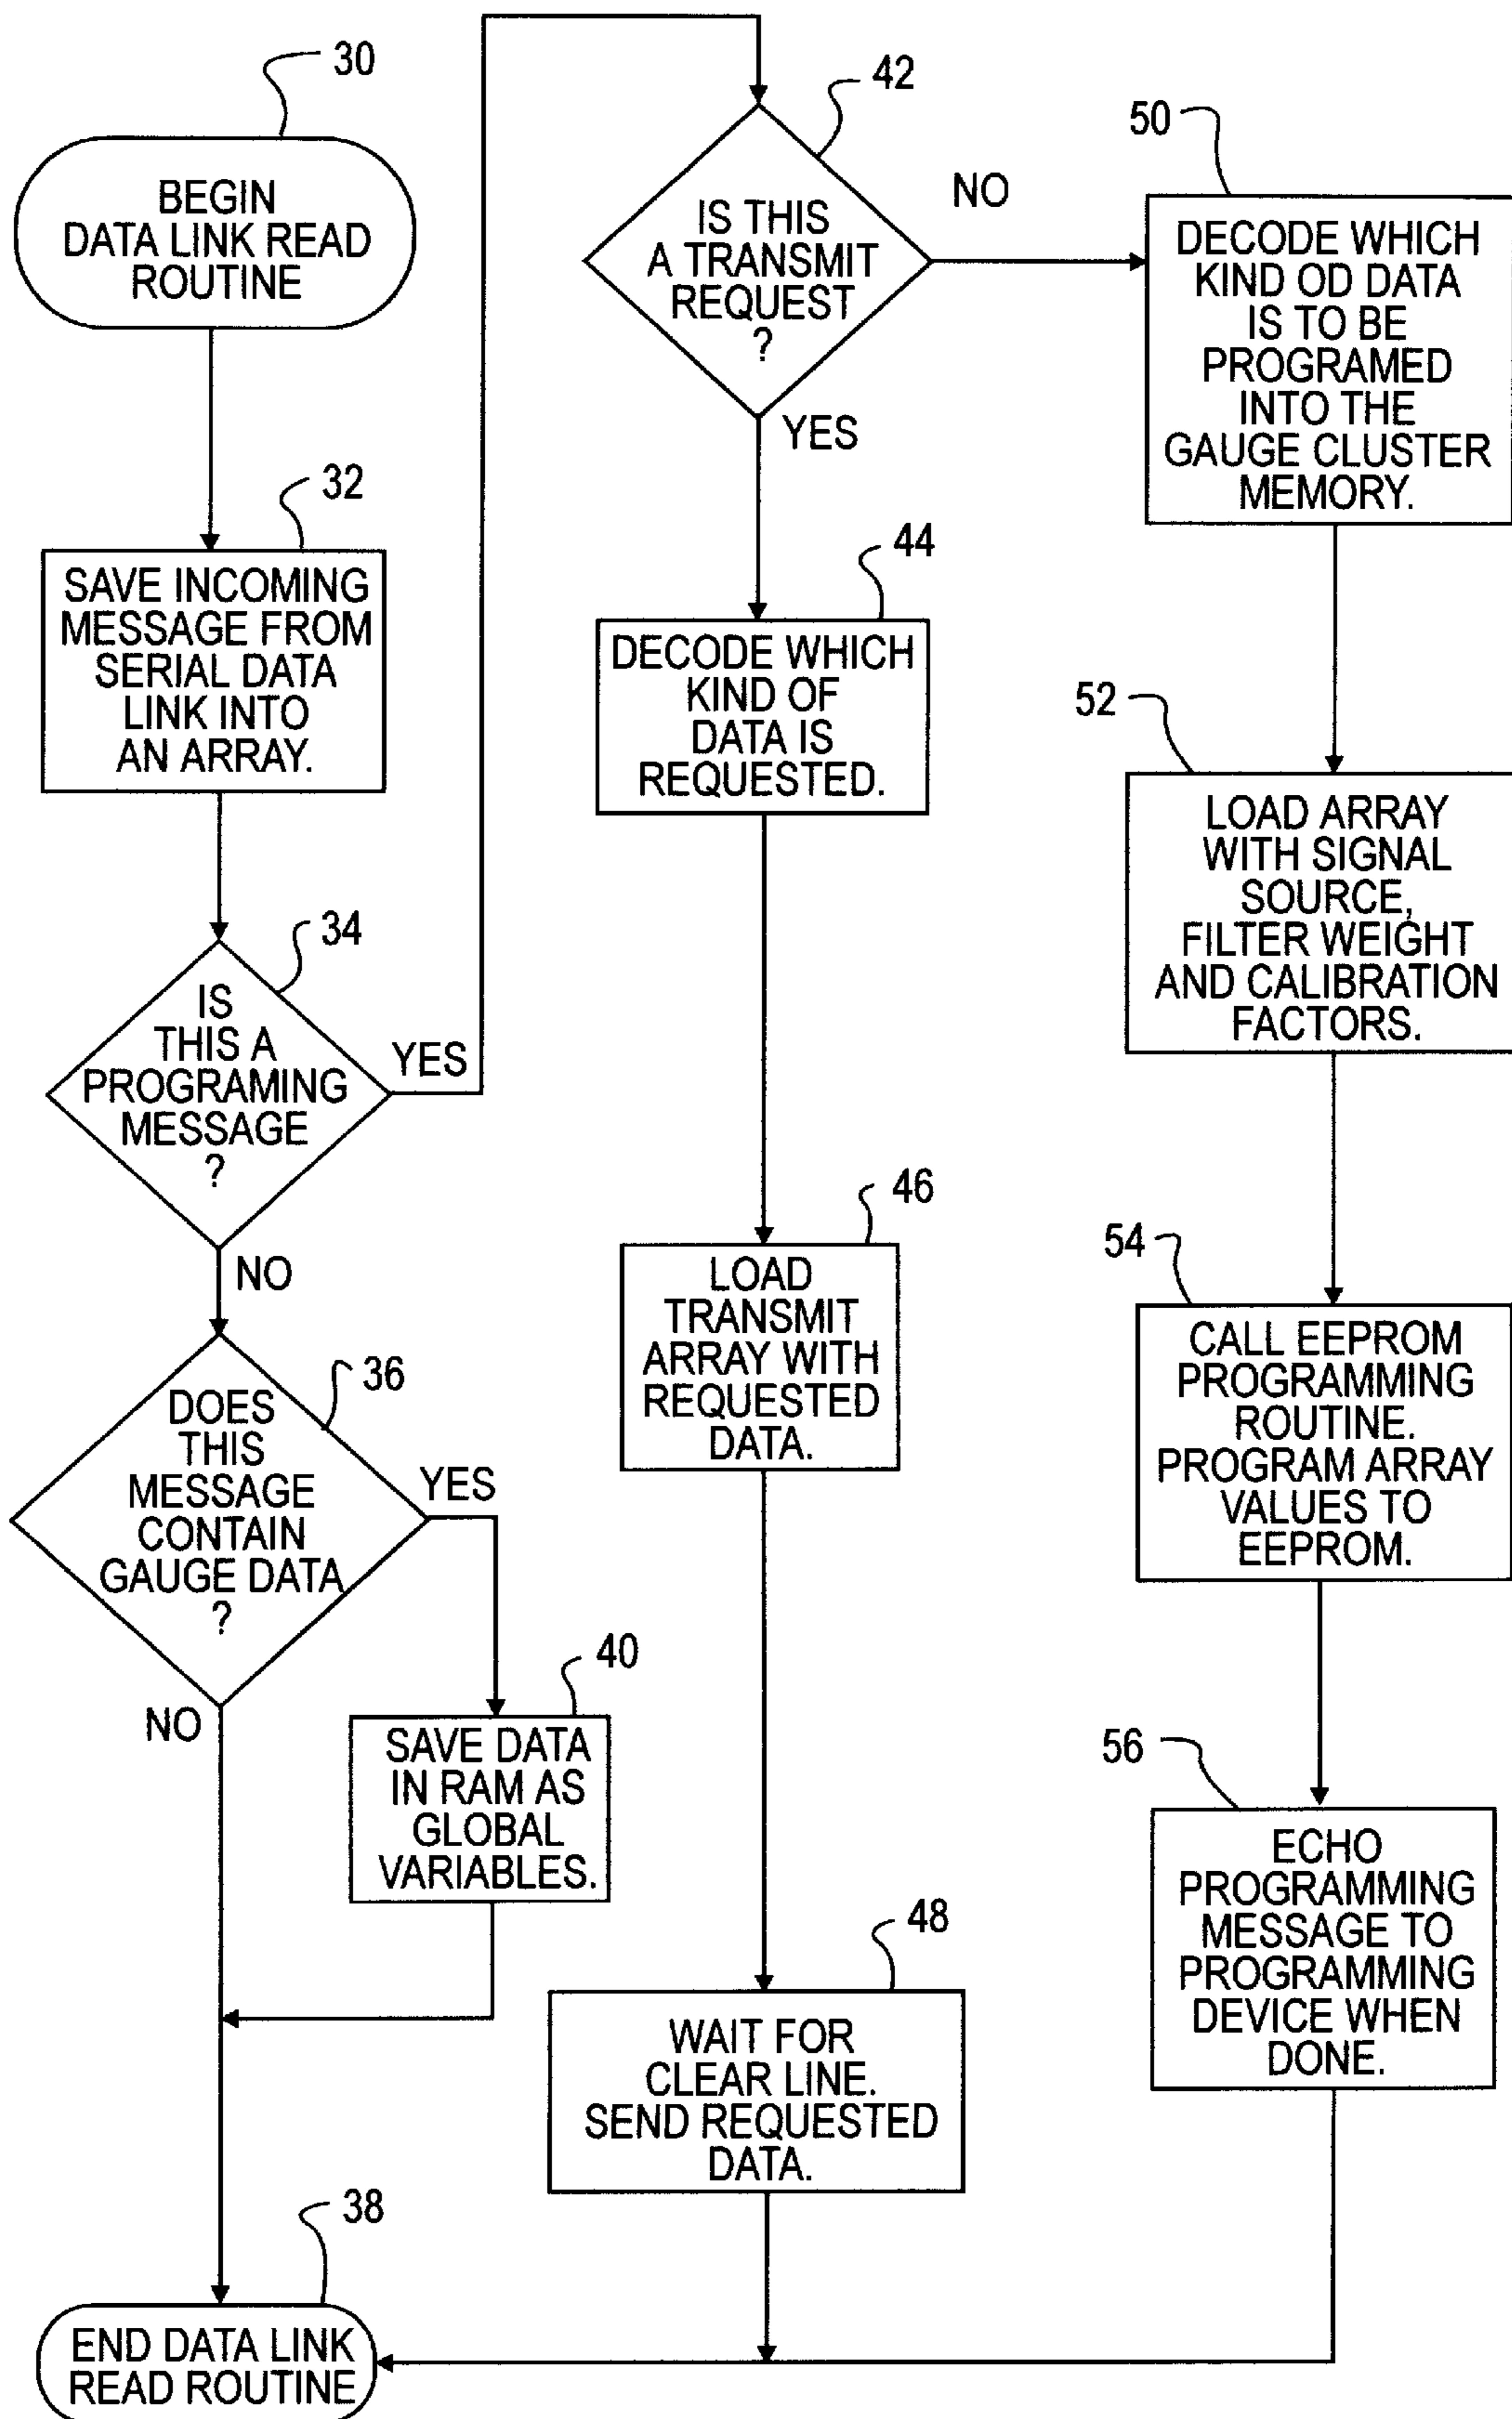 30
BEGIN
DATA LINK READ
ROUTINE
32
SAVE INCOMING
MESSAGE FROM
SERIAL DATA
LINK INTO
AN ARRAY.
34
IS
THIS A
PROGRAMING
MESSAGE
?
YES
NO
36
DOES
THIS
MESSAGE
CONTAIN
GAUGE DATA
?
YES
NO
40
SAVE DATA
IN RAM AS
GLOBAL
VARIABLES.
38
END DATA LINK
READ ROUTINE
42
IS THIS
A TRANSMIT
REQUEST
?
NO
YES
44
DECODE WHICH
KIND OF
DATA IS
REQUESTED.
46
LOAD
TRANSMIT
ARRAY WITH
REQUESTED
DATA.
48
WAIT FOR
CLEAR LINE.
SEND REQUESTED
DATA.
50
DECODE WHICH
KIND OD DATA
IS TO BE
PROGRAMED
INTO THE
GAUGE CLUSTER
MEMORY.
52
LOAD ARRAY
WITH SIGNAL
SOURCE,
FILTER WEIGHT
AND CALIBRATION
FACTORS.
54
CALL EEPROM
PROGRAMMING
ROUTINE.
PROGRAM ARRAY
VALUES TO
EEPROM.
56
ECHO
PROGRAMMING
MESSAGE TO
PROGRAMMING
DEVICE WHEN
DONE.